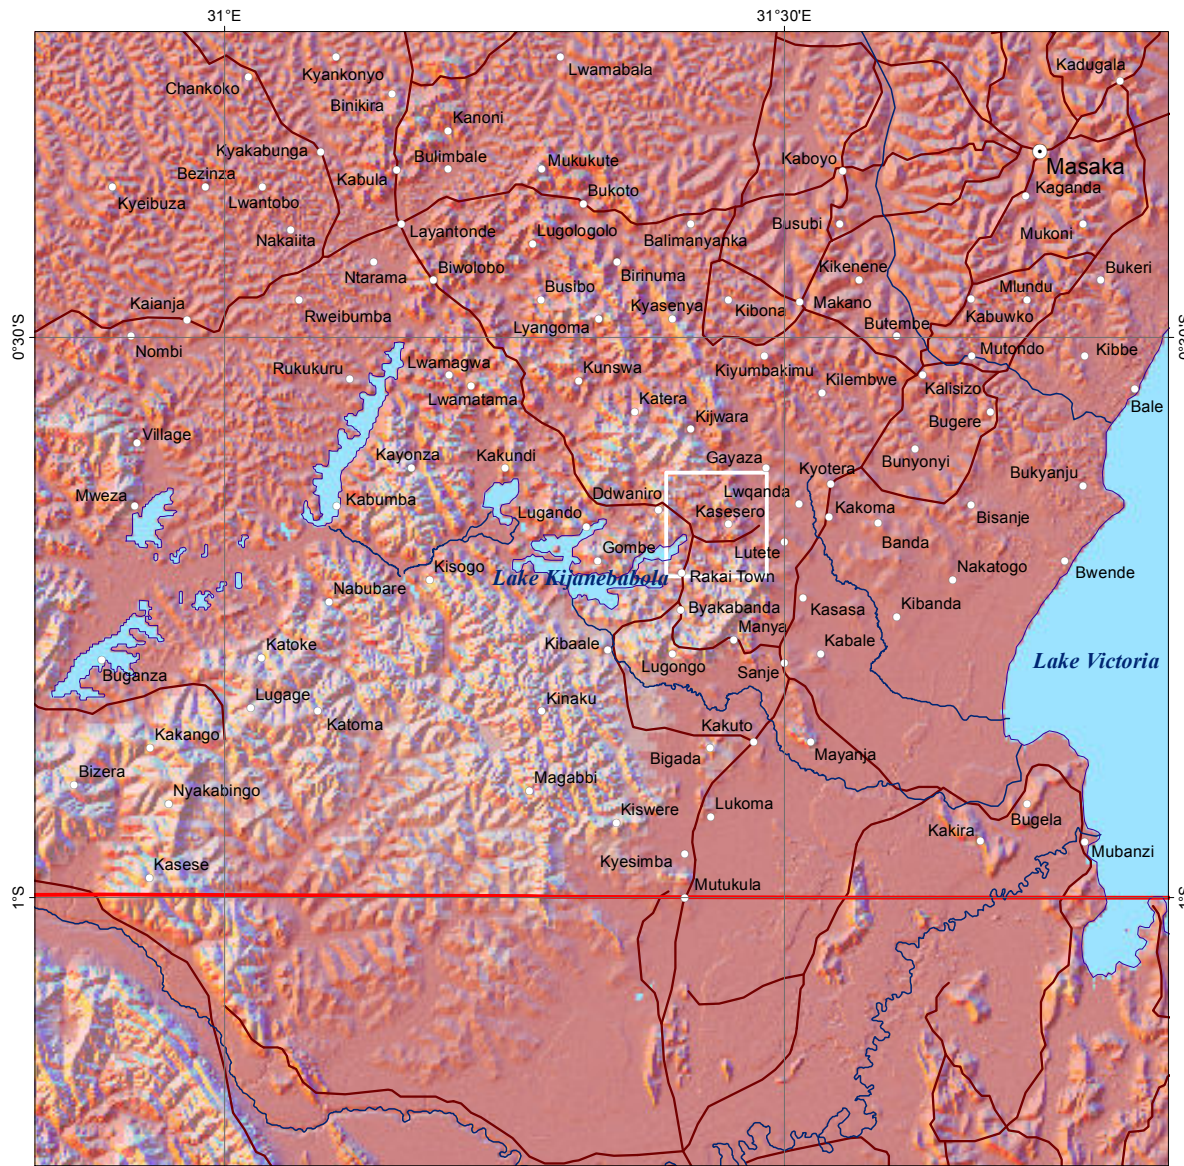 31°E
31°30'E
Kadugala
Lwamabala
Kyankonyo
Chankoko
Binikira
Kanoni
Kyakabunga
Bulimbale
Mukukute
Kaboyo
Masaka
Bezinza
Kabula
Bukoto
Kaganda
Kyeibuza
Lwantobo
Layantonde
Lugologolo
Busubi
Mukoni
Nakaiita
Balimanyanka
Ntarama
Biwolobo
Birinuma
Kikenene
Bukeri
Busibo
Mlundu
Kaianja
Rweibumba
Kyasenya
Kibona
Makano
Kabuwko
Lyangoma
Butembe
0°30'S
0°30'S
Nombi
Mutondo
Kibbe
Rukukuru
Lwamagwa
Kunswa
Kiyumbakimu
Kilembwe
Kalisizo
Lwamatama
Katera
Bale
Kijwara
Bugere
Village
Kayonza
Kakundi
Gayaza
Kyotera
Bunyonyi
Bukyanju
Mweza
Kabumba
Ddwaniro
Lwqanda
Lugando
Kasesero
Kakoma
Bisanje
Gombe
Lutete
Banda
Kisogo
Lake Kijanebabola
Rakai Town
Nakatogo
Bwende
Nabubare
Byakabanda
Kasasa
Kibanda
Manya
Katoke
Kibaale
Kabale
Lake Victoria
Buganza
Lugongo
Sanje
Lugage
Katoma
Kinaku
Kakuto
Kakango
Bigada
Mayanja
Bizera
Magabbi
Nyakabingo
Kiswere
Lukoma
Bugela
Kakira
Kasese
Kyesimba
Mubanzi
Mutukula
1°S
1°S